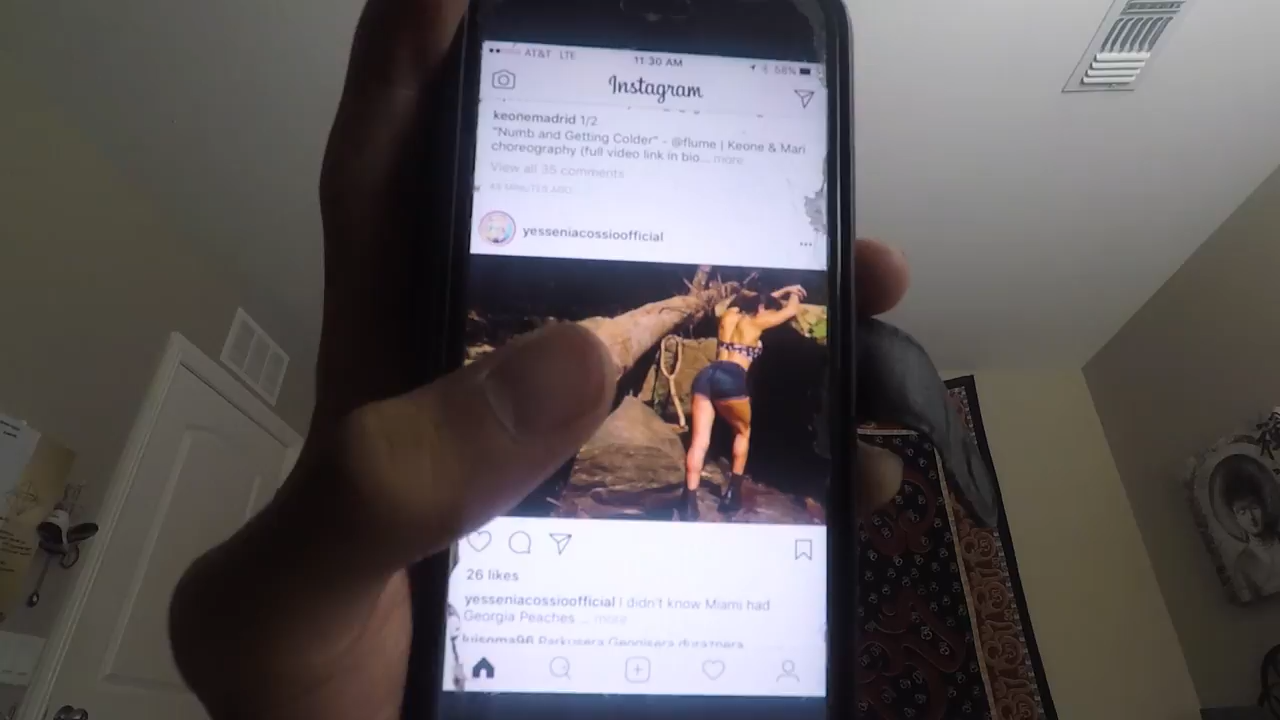 AT&T LTE 11:30 AM 58%
Instagram
keonemadrid 1/2
"Numb and Getting Colder" - @flume | Keone & Mari
choreography (full video link in bio... more
View all 35 comments
MINUTES AGO
yesseniacossioofficial
26 likes
yesseniacossioofficial I didn't know Miami had
Georgia Peaches ... more